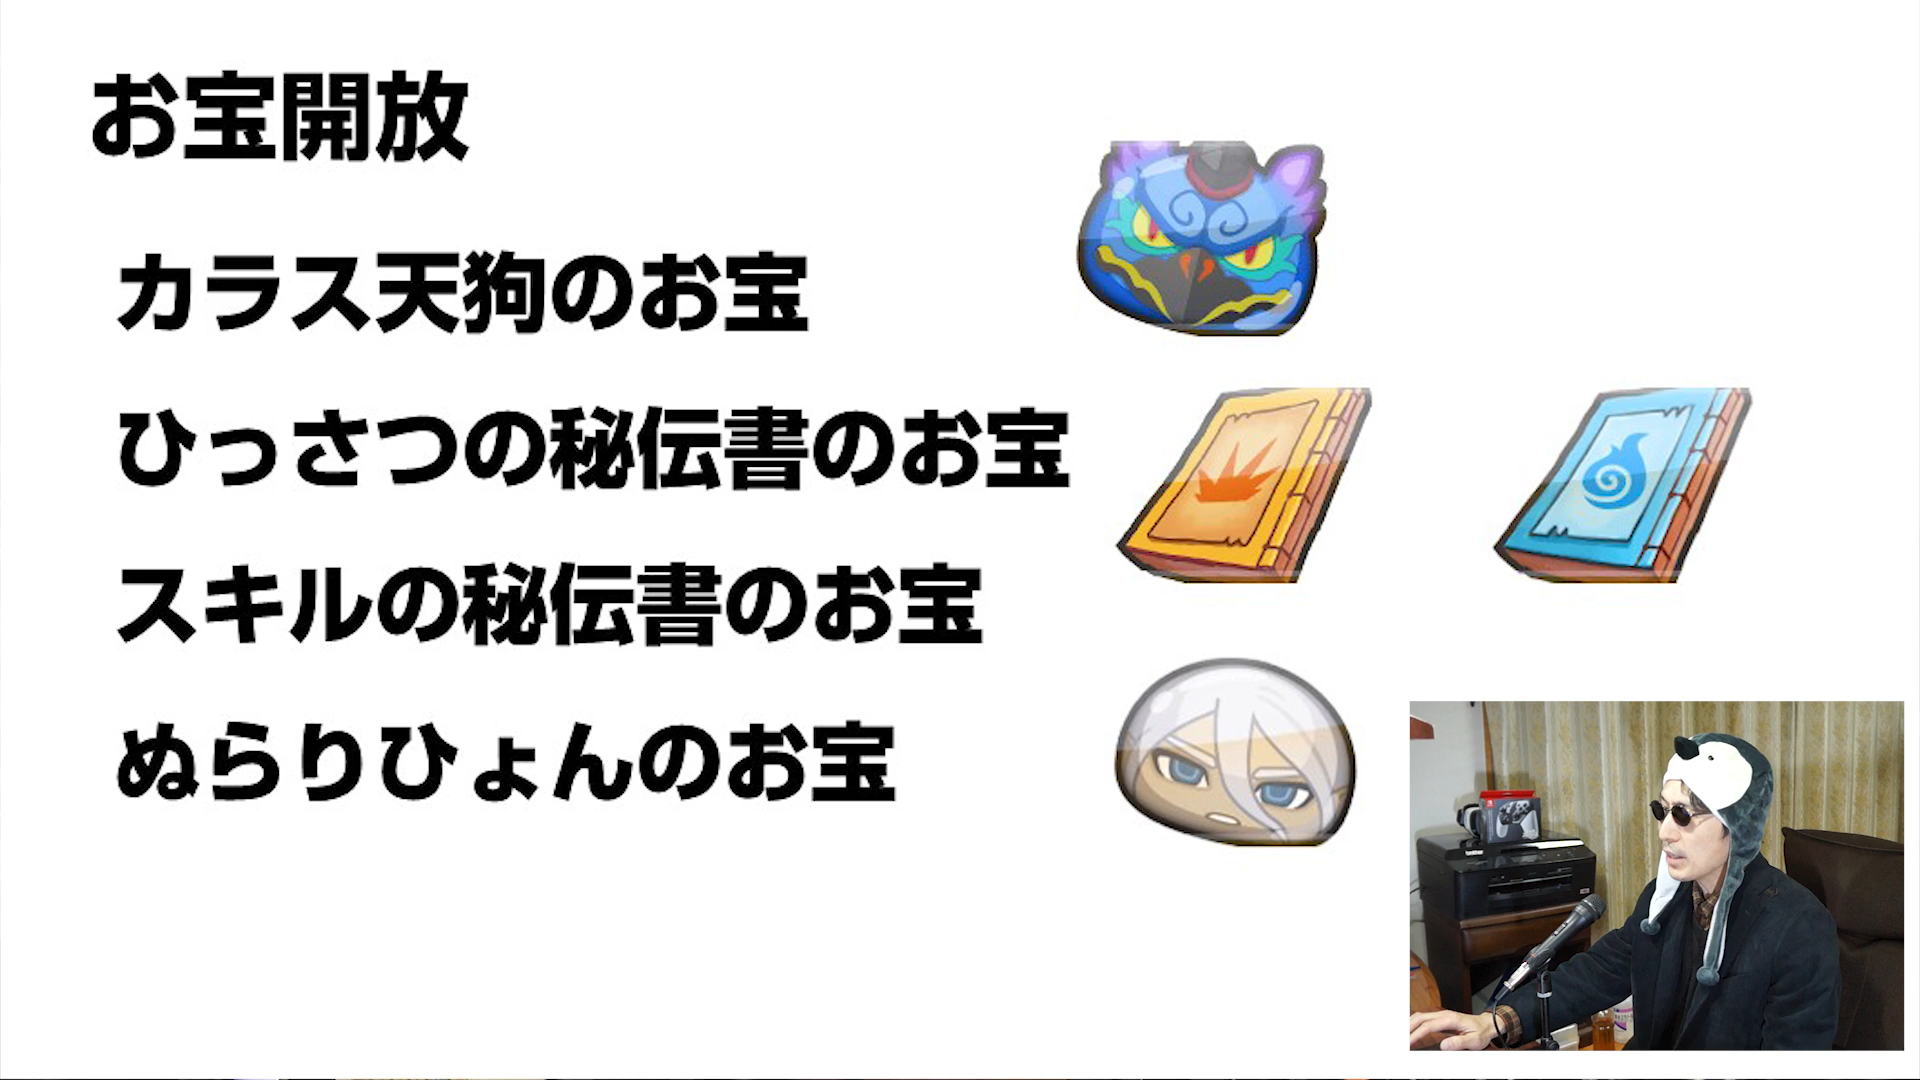 お宝開放
カラス天狗のお宝
ひっさつの秘伝書のお宝
スキルの秘伝書のお宝
ぬらりひょんのお宝
brother